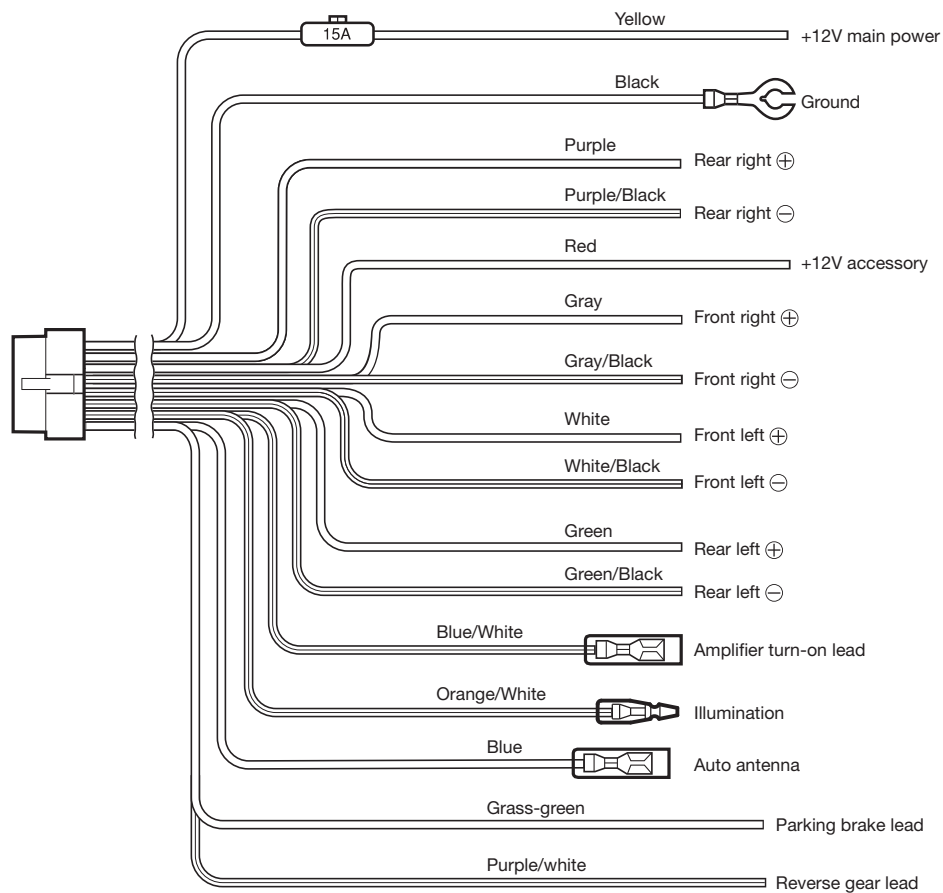 Yellow
15A
+12V main power
Black
Ground
Purple
Rear right ⊕
Purple/Black
Rear right ⊖
Red
+12V accessory
Gray
Front right ⊕
Gray/Black
Front right ⊖
White
Front left ⊕
White/Black
Front left ⊖
Green
Rear left ⊕
Green/Black
Rear left ⊖
Blue/White
Amplifier turn-on lead
Orange/White
Illumination
Blue
Auto antenna
Grass-green
Parking brake lead
Purple/white
Reverse gear lead